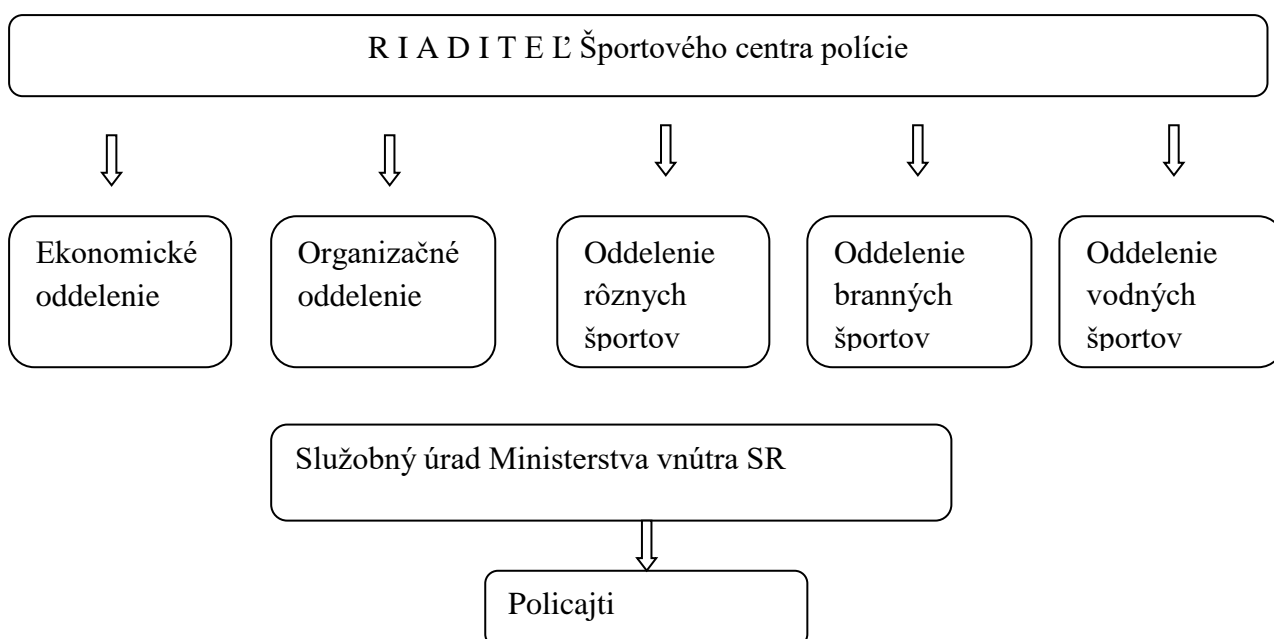 R I A D I T E Ľ Športového centra polície
Ekonomické
oddelenie
Organizačné
oddelenie
Oddelenie
rôznych
športov
Oddelenie
branných
športov
Oddelenie
vodných
športov
Služobný úrad Ministerstva vnútra SR
Policajti